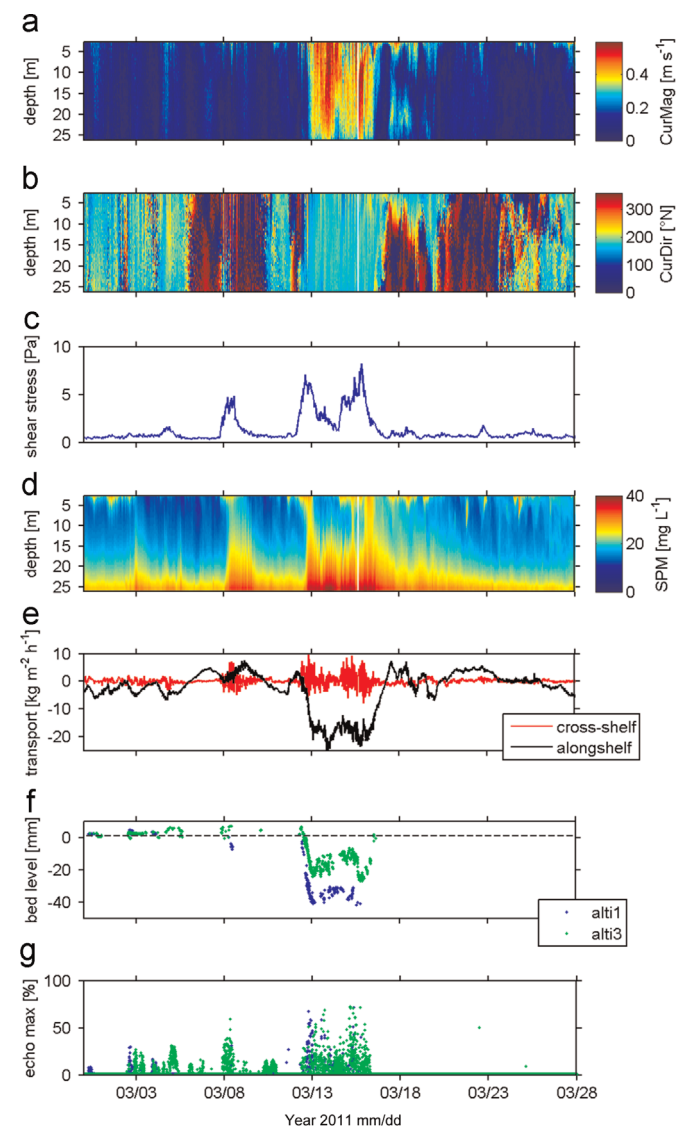 a
depth [m]
5
10
15
20
25
0.4
0.2
0
CurMag [m s⁻¹]
b
depth [m]
5
10
15
20
25
300
200
100
0
CurDir [°N]
c
shear stress [Pa]
10
5
0
d
depth [m]
5
10
15
20
25
40
20
0
SPM [mg L⁻¹]
e
transport [kg m⁻² h⁻¹]
10
0
-10
-20
cross-shelf
alongshelf
f
bed level [mm]
0
-20
-40
alti1
alti3
g
echo max [%]
100
50
0
03/03 03/08 03/13 03/18 03/23 03/28
Year 2011 mm/dd